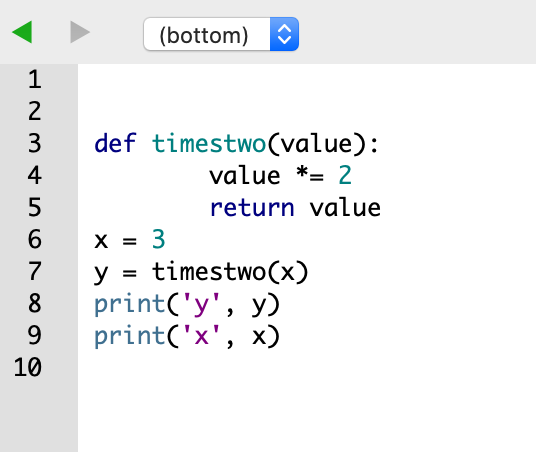 (bottom)
1
2
3 def timestwo(value):
4         value *= 2
5         return value
6 x = 3
7 y = timestwo(x)
8 print('y', y)
9 print('x', x)
10